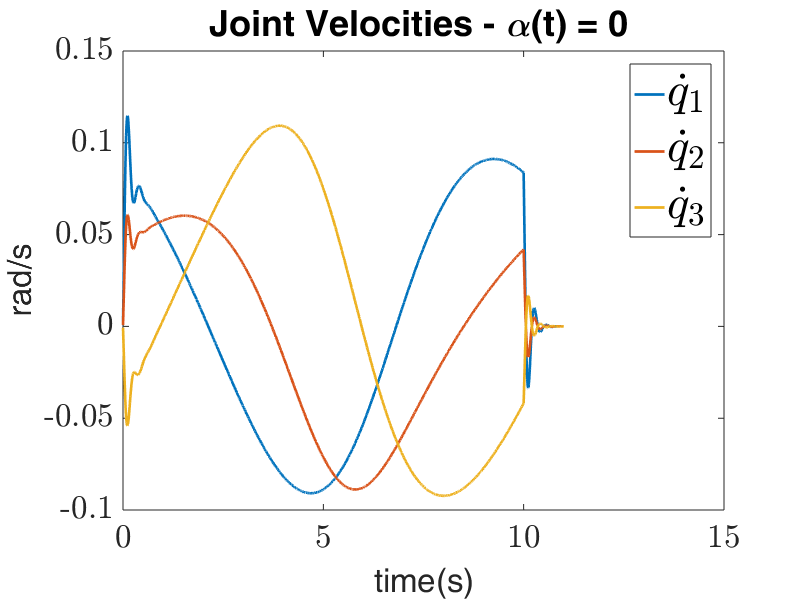 Joint Velocities - α(t) = 0
0.15
0.1
0.05
0
-0.05
-0.1
rad/s
0 5 10 15
time(s)
q̇1
q̇2
q̇3